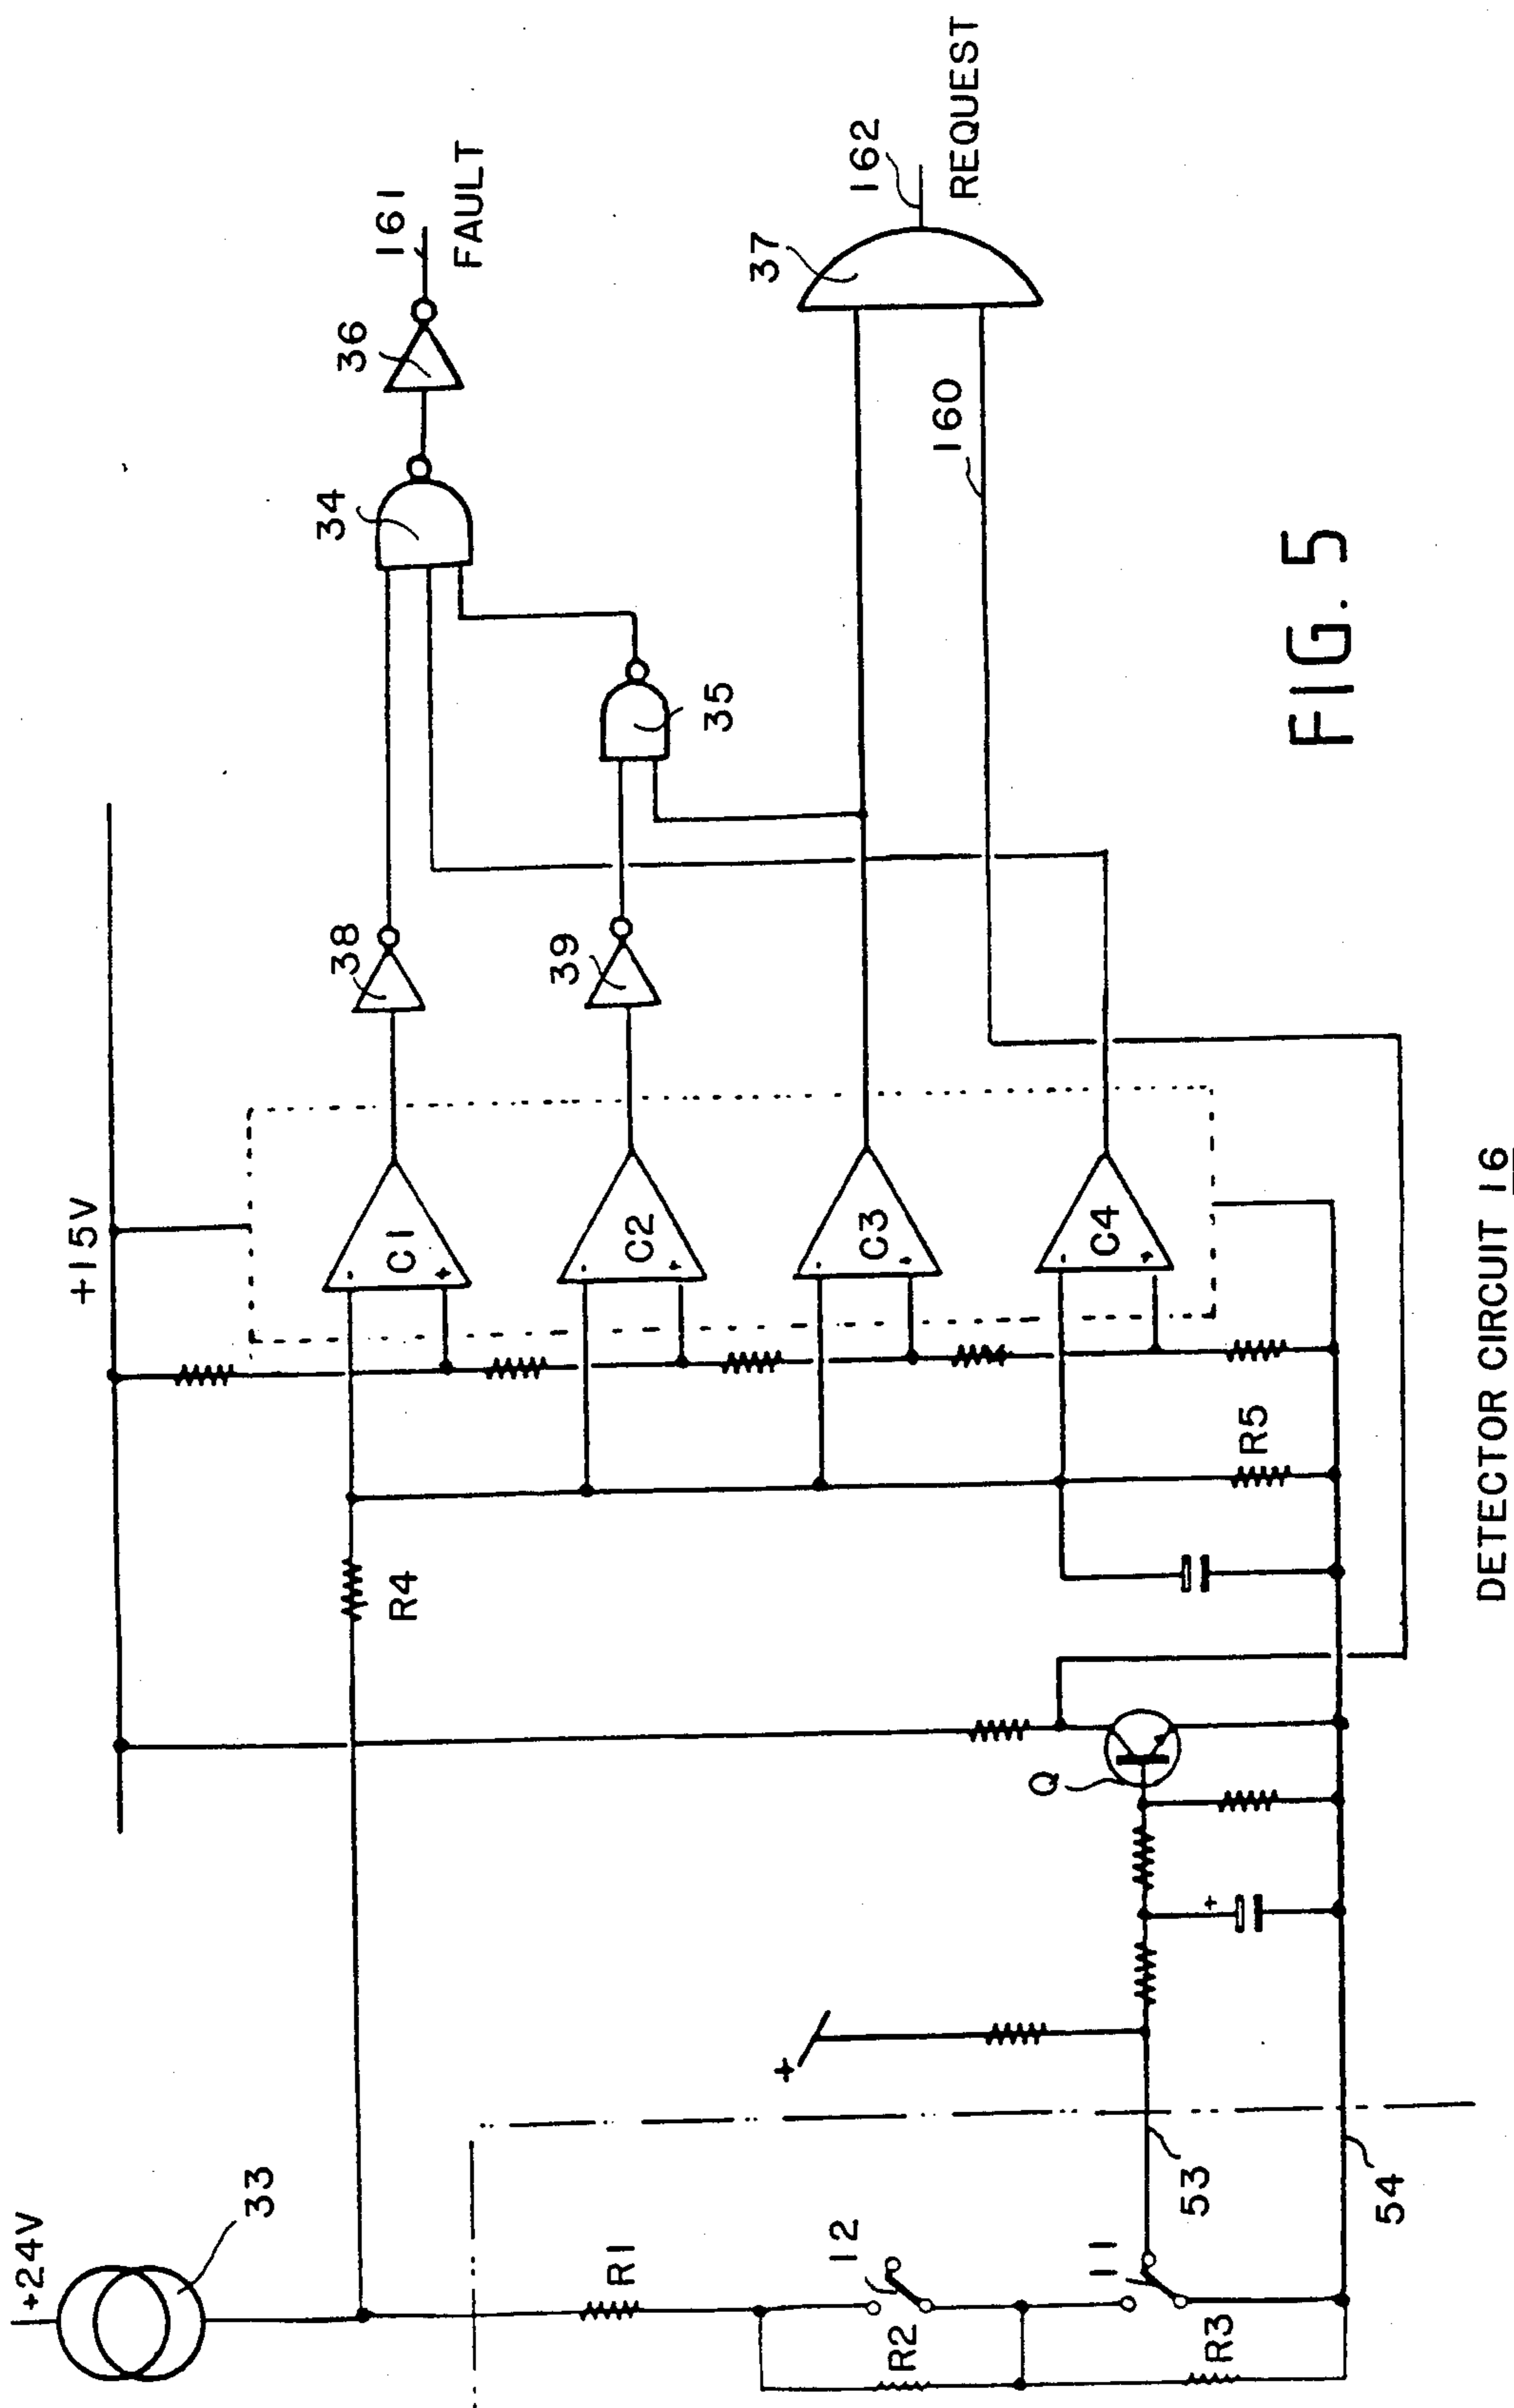 +24V
33
+15V
R4
R1
12
R2
11
R3
53
54
+
+
Q
R5
C1
-
+
C2
-
+
C3
-
+
C4
-
+
38
39
34
35
36
161
FAULT
37
160
162
REQUEST
FIG. 5
DETECTOR CIRCUIT 16